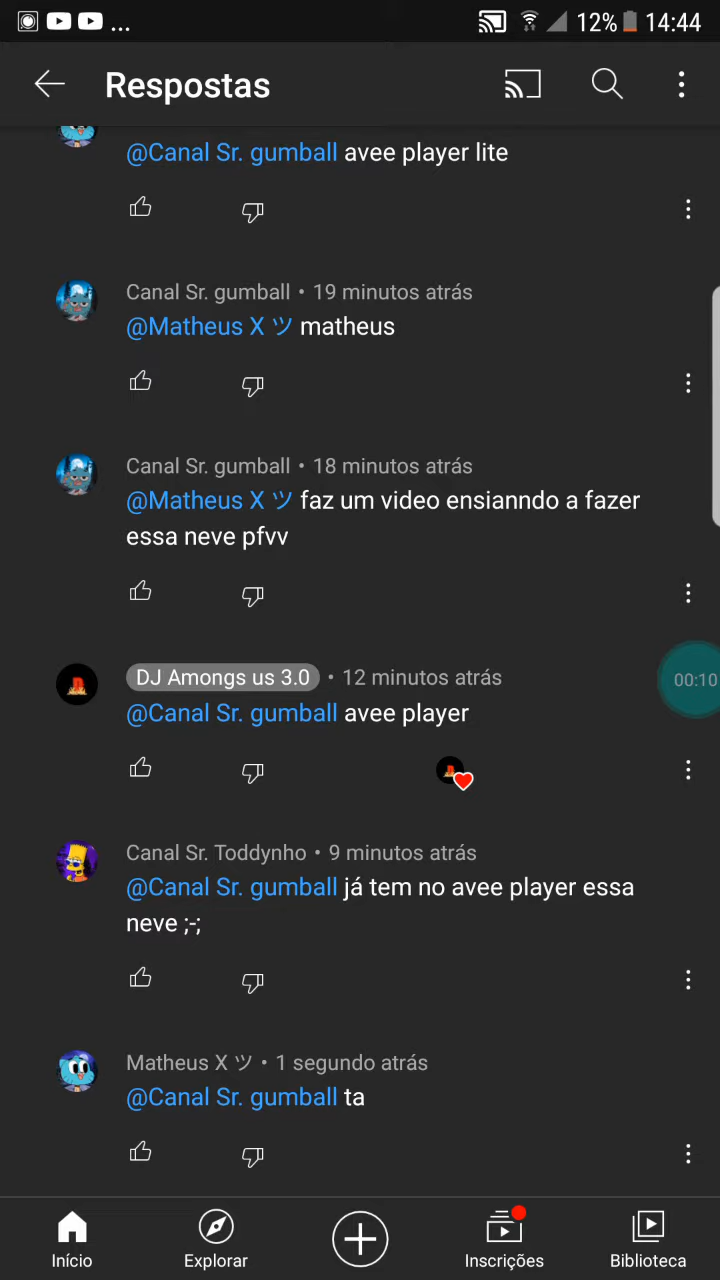 ... 12% 14:44
Respostas
@Canal Sr. gumball avee player lite
Canal Sr. gumball • 19 minutos atrás
@Matheus X ツ matheus
Canal Sr. gumball • 18 minutos atrás
@Matheus X ツ faz um video ensianndo a fazer
essa neve pfvv
DJ Amongs us 3.0 • 12 minutos atrás
00:10
@Canal Sr. gumball avee player
Canal Sr. Toddynho • 9 minutos atrás
@Canal Sr. gumball já tem no avee player essa
neve ;-;
Matheus X ツ • 1 segundo atrás
@Canal Sr. gumball ta
Início Explorar Inscrições Biblioteca